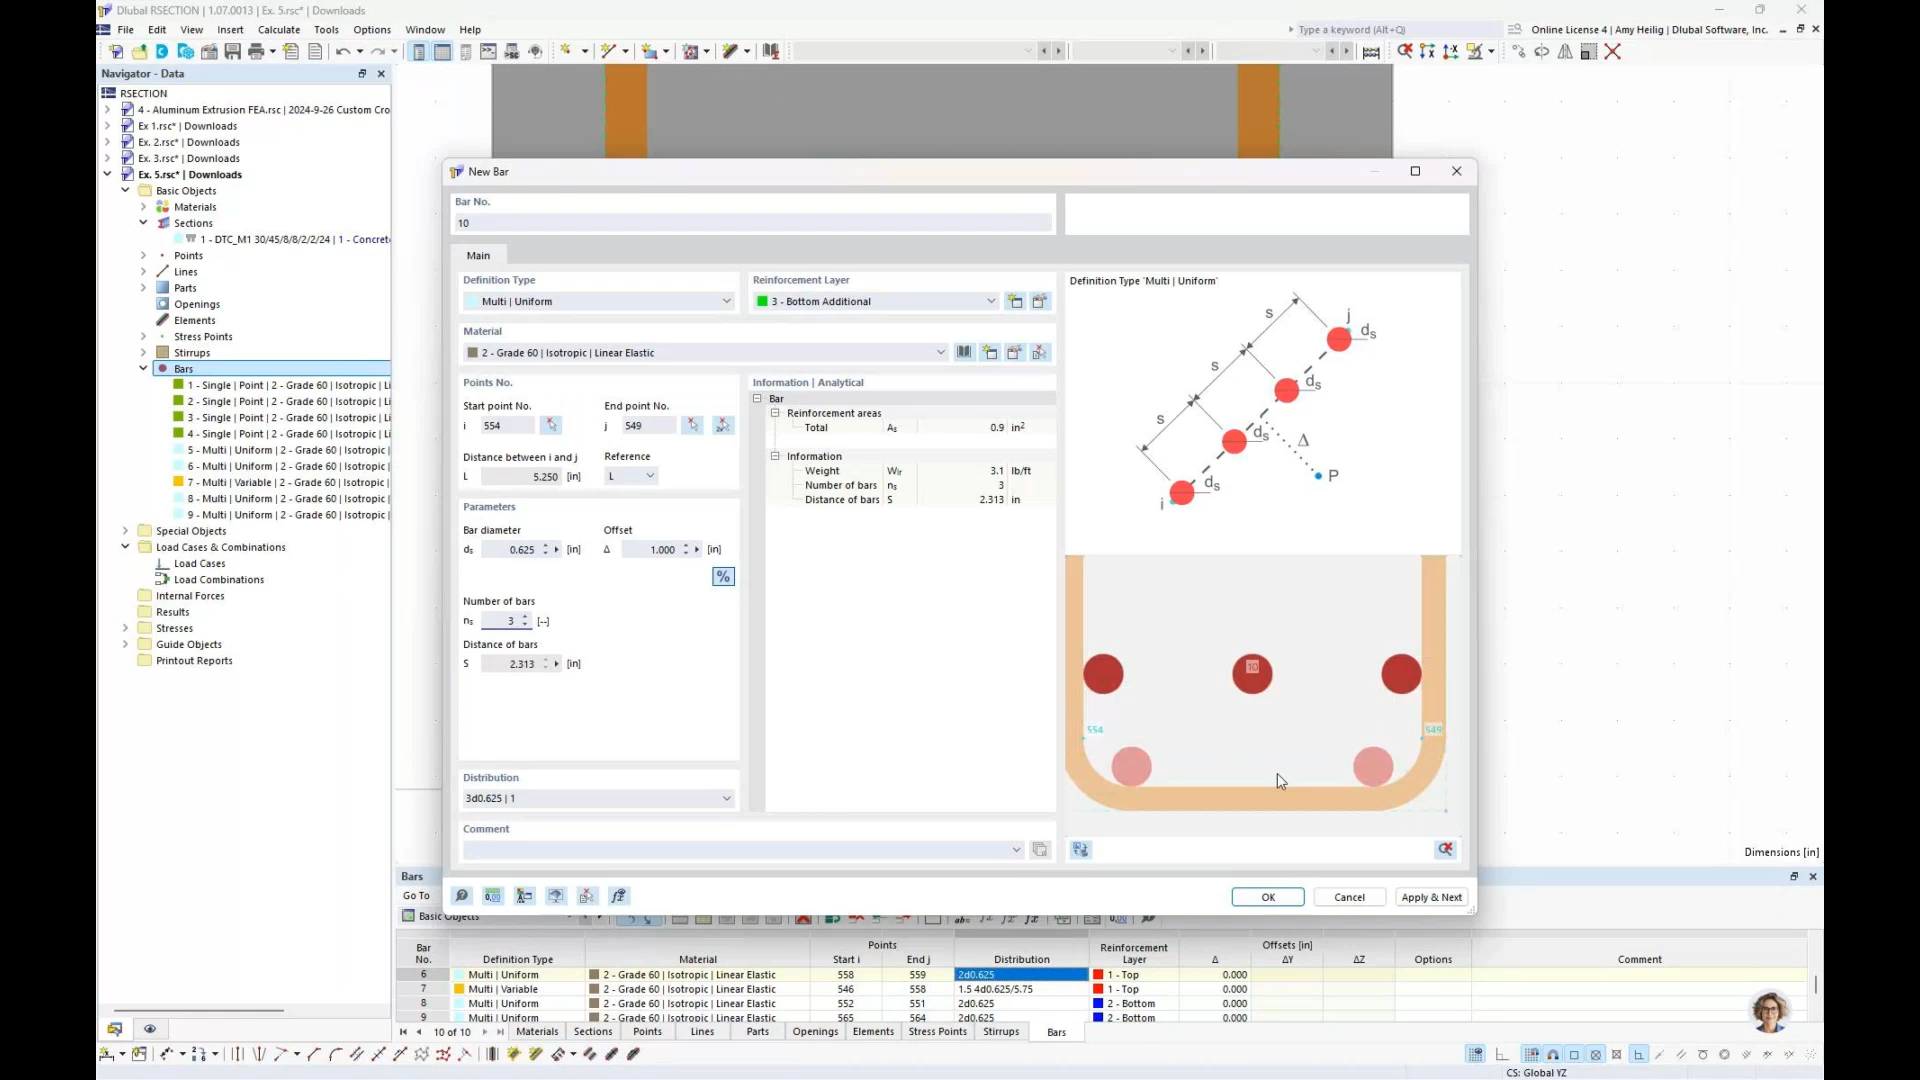 Dlubal RSECTION | 1.07.0013 | Ex. 5.rsc* | Downloads
File Edit View Insert Calculate Tools Options Window Help
Type a keyword (Alt+Q)
Online License 4 | Amy Heilig | Dlubal Software, Inc.
Navigator - Data
RSECTION
4 - Aluminum Extrusion FEA.rsc | 2024-9-26 Custom Cro
Ex 1.rsc* | Downloads
Ex. 2.rsc* | Downloads
Ex. 3.rsc* | Downloads
Ex. 5.rsc* | Downloads
Basic Objects
Materials
Sections
1 - DTC_M1 30/45/8/8/2/2/24 | 1 - Concrete
Points
Lines
Parts
Openings
Elements
Stress Points
Stirrups
Bars
1 - Single | Point | 2 - Grade 60 | Isotropic | Li
2 - Single | Point | 2 - Grade 60 | Isotropic | Li
3 - Single | Point | 2 - Grade 60 | Isotropic | Li
4 - Single | Point | 2 - Grade 60 | Isotropic | Li
5 - Multi | Uniform | 2 - Grade 60 | Isotropic |
6 - Multi | Uniform | 2 - Grade 60 | Isotropic |
7 - Multi | Variable | 2 - Grade 60 | Isotropic |
8 - Multi | Uniform | 2 - Grade 60 | Isotropic |
9 - Multi | Uniform | 2 - Grade 60 | Isotropic |
Special Objects
Load Cases & Combinations
Load Cases
Load Combinations
Internal Forces
Results
Stresses
Guide Objects
Printout Reports
New Bar
Bar No.
10
Main
Definition Type
Multi | Uniform
Reinforcement Layer
3 - Bottom Additional
Material
2 - Grade 60 | Isotropic | Linear Elastic
Points No.
Start point No. End point No.
i 554 j 549
Distance between i and j Reference
L 5.250 [in] L
Parameters
Bar diameter Offset
ds 0.625 [in] Δ 1.000 [in]
%
Number of bars
ns 3 [--]
Distance of bars
S 2.313 [in]
Distribution
3d0.625 | 1
Comment
Information | Analytical
Bar
Reinforcement areas
Total As 0.9 in²
Information
Weight Wlr 3.1 lb/ft
Number of bars ns 3
Distance of bars S 2.313 in
Definition Type 'Multi | Uniform'
s j ds
s ds
s ds Δ
ds P
i
10
554 549
OK Cancel Apply & Next
Dimensions [in]
Bars
Go To
Basic Objects
Bar No. Definition Type Material Points Start i End j Distribution Reinforcement Layer Offsets [in] Δ ΔY ΔZ Options Comment
6 Multi | Uniform 2 - Grade 60 | Isotropic | Linear Elastic 558 559 2d0.625 1 - Top 0.000
7 Multi | Variable 2 - Grade 60 | Isotropic | Linear Elastic 546 558 1.5 4d0.625/5.75 1 - Top 0.000
8 Multi | Uniform 2 - Grade 60 | Isotropic | Linear Elastic 552 551 2d0.625 2 - Bottom 0.000
9 Multi | Uniform 2 - Grade 60 | Isotropic | Linear Elastic 565 564 2d0.625 2 - Bottom 0.000
10 of 10 Materials Sections Points Lines Parts Openings Elements Stress Points Stirrups Bars
CS: Global YZ